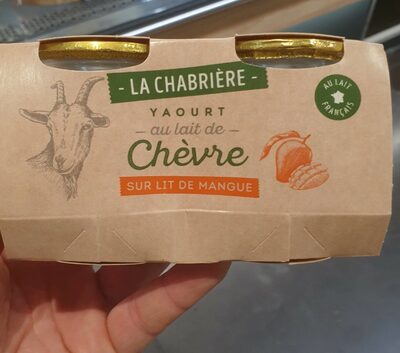 - LA CHABRIÈRE -
YAOURT
- au lait de -
Chèvre
SUR LIT DE MANGUE
AU LAIT
FRANÇAIS